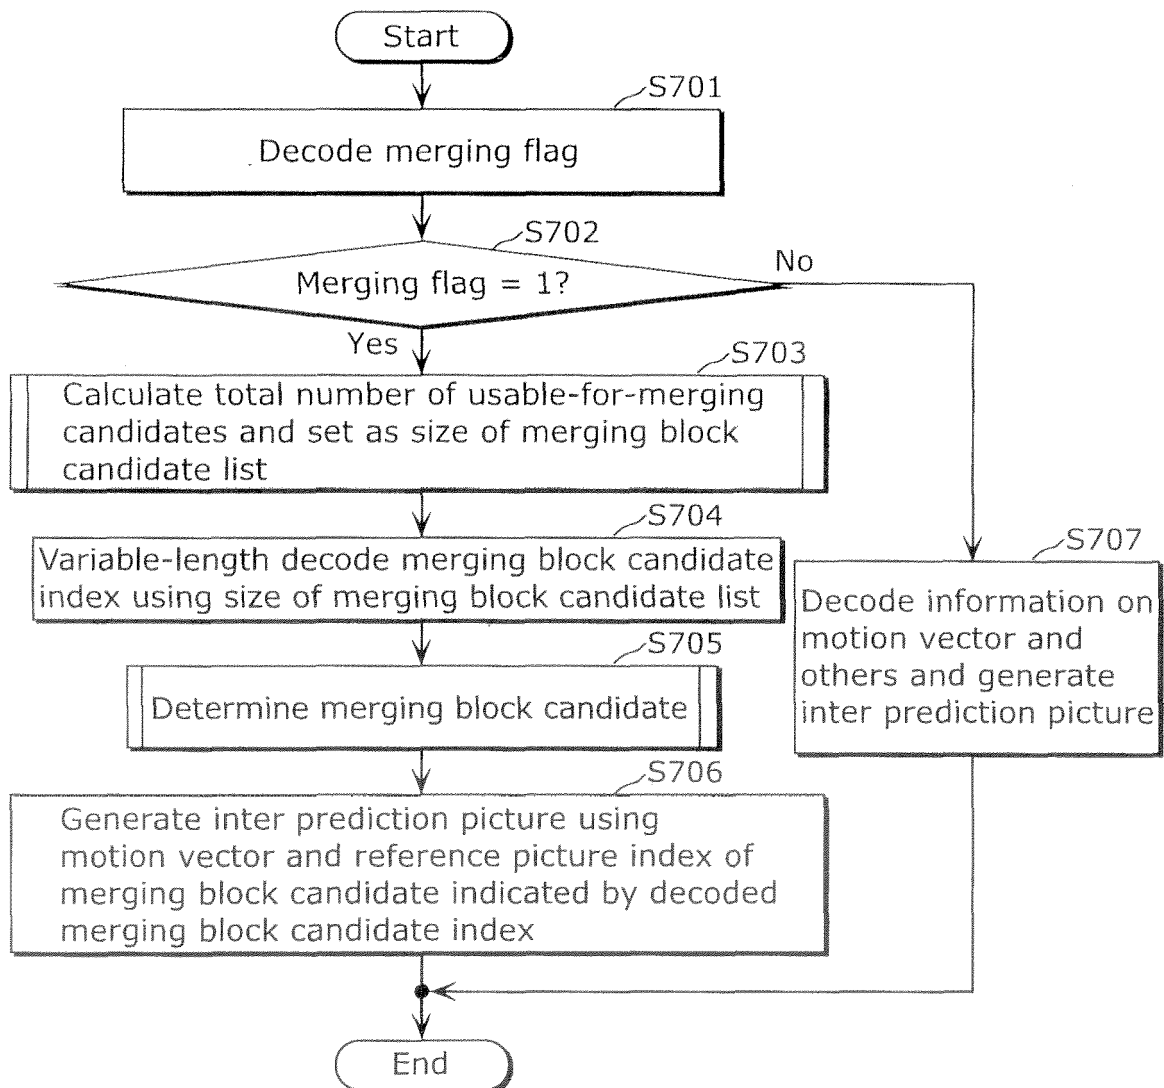 Start
S701
Decode merging flag
S702
Merging flag = 1?
No
Yes
S703
Calculate total number of usable-for-merging
candidates and set as size of merging block
candidate list
S704
Variable-length decode merging block candidate
index using size of merging block candidate list
S707
Decode information on
motion vector and
others and generate
inter prediction picture
S705
Determine merging block candidate
S706
Generate inter prediction picture using
motion vector and reference picture index of
merging block candidate indicated by decoded
merging block candidate index
End